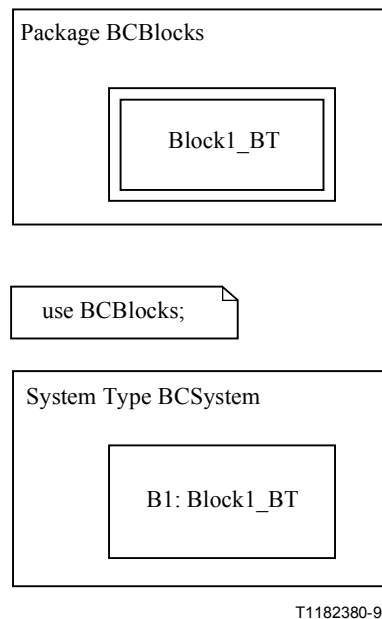 Package BCBlocks
Block1_BT
use BCBlocks;
System Type BCSystem
B1: Block1_BT
T1182380-9